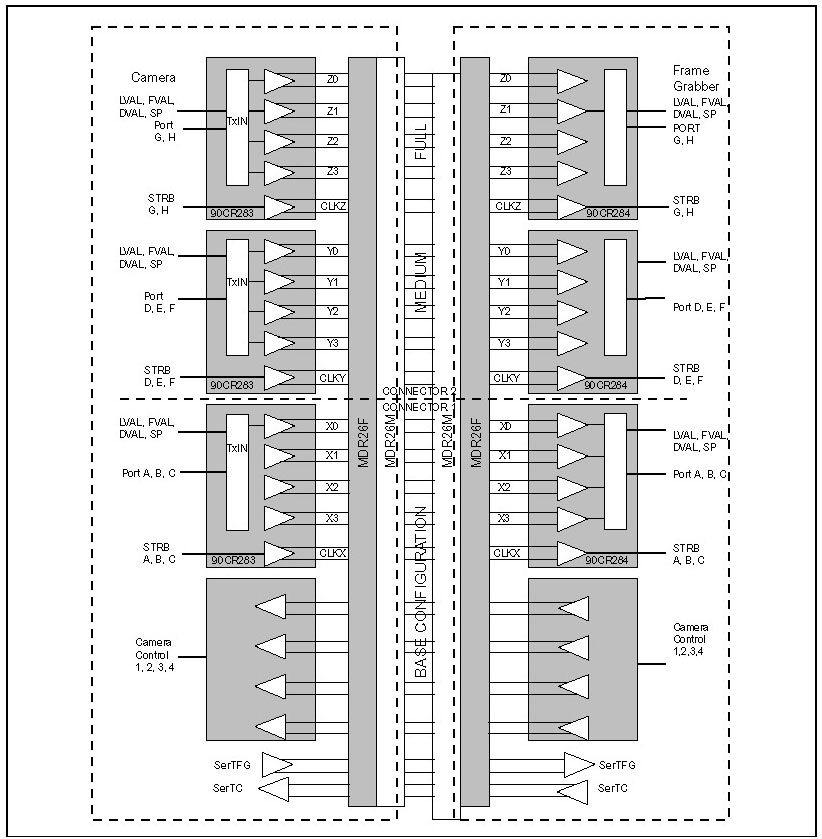 Camera
LVAL, FVAL,
DVAL, SP
Port
G, H
TxIN
Z0
Z1
Z2
Z3
STRB
G, H
90CR283
CLKZ
LVAL, FVAL,
DVAL, SP
Port
D, E, F
TxIN
Y0
Y1
Y2
Y3
STRB
D, E, F
90CR283
CLKY
LVAL, FVAL,
DVAL, SP
Port A, B, C
TxIN
X0
X1
X2
X3
STRB
A, B, C
90CR283
CLKX
Camera
Control
1, 2, 3, 4
SerTFG
SerTC
MDR26F
MDR26M
FULL
MEDIUM
CONNECTOR 2
CONNECTOR 1
BASE CONFIGURATION
MDR26M
MDR26F
Frame
Grabber
Z0
Z1
Z2
Z3
CLKZ
90CR284
LVAL, FVAL,
DVAL, SP
PORT
G, H
STRB
G, H
Y0
Y1
Y2
Y3
CLKY
90CR284
LVAL, FVAL,
DVAL, SP
Port D, E, F
STRB
D, E, F
X0
X1
X2
X3
CLKX
90CR284
LVAL, FVAL,
DVAL, SP
Port A, B, C
STRB
A, B, C
Camera
Control
1,2,3,4
SerTFG
SerTC